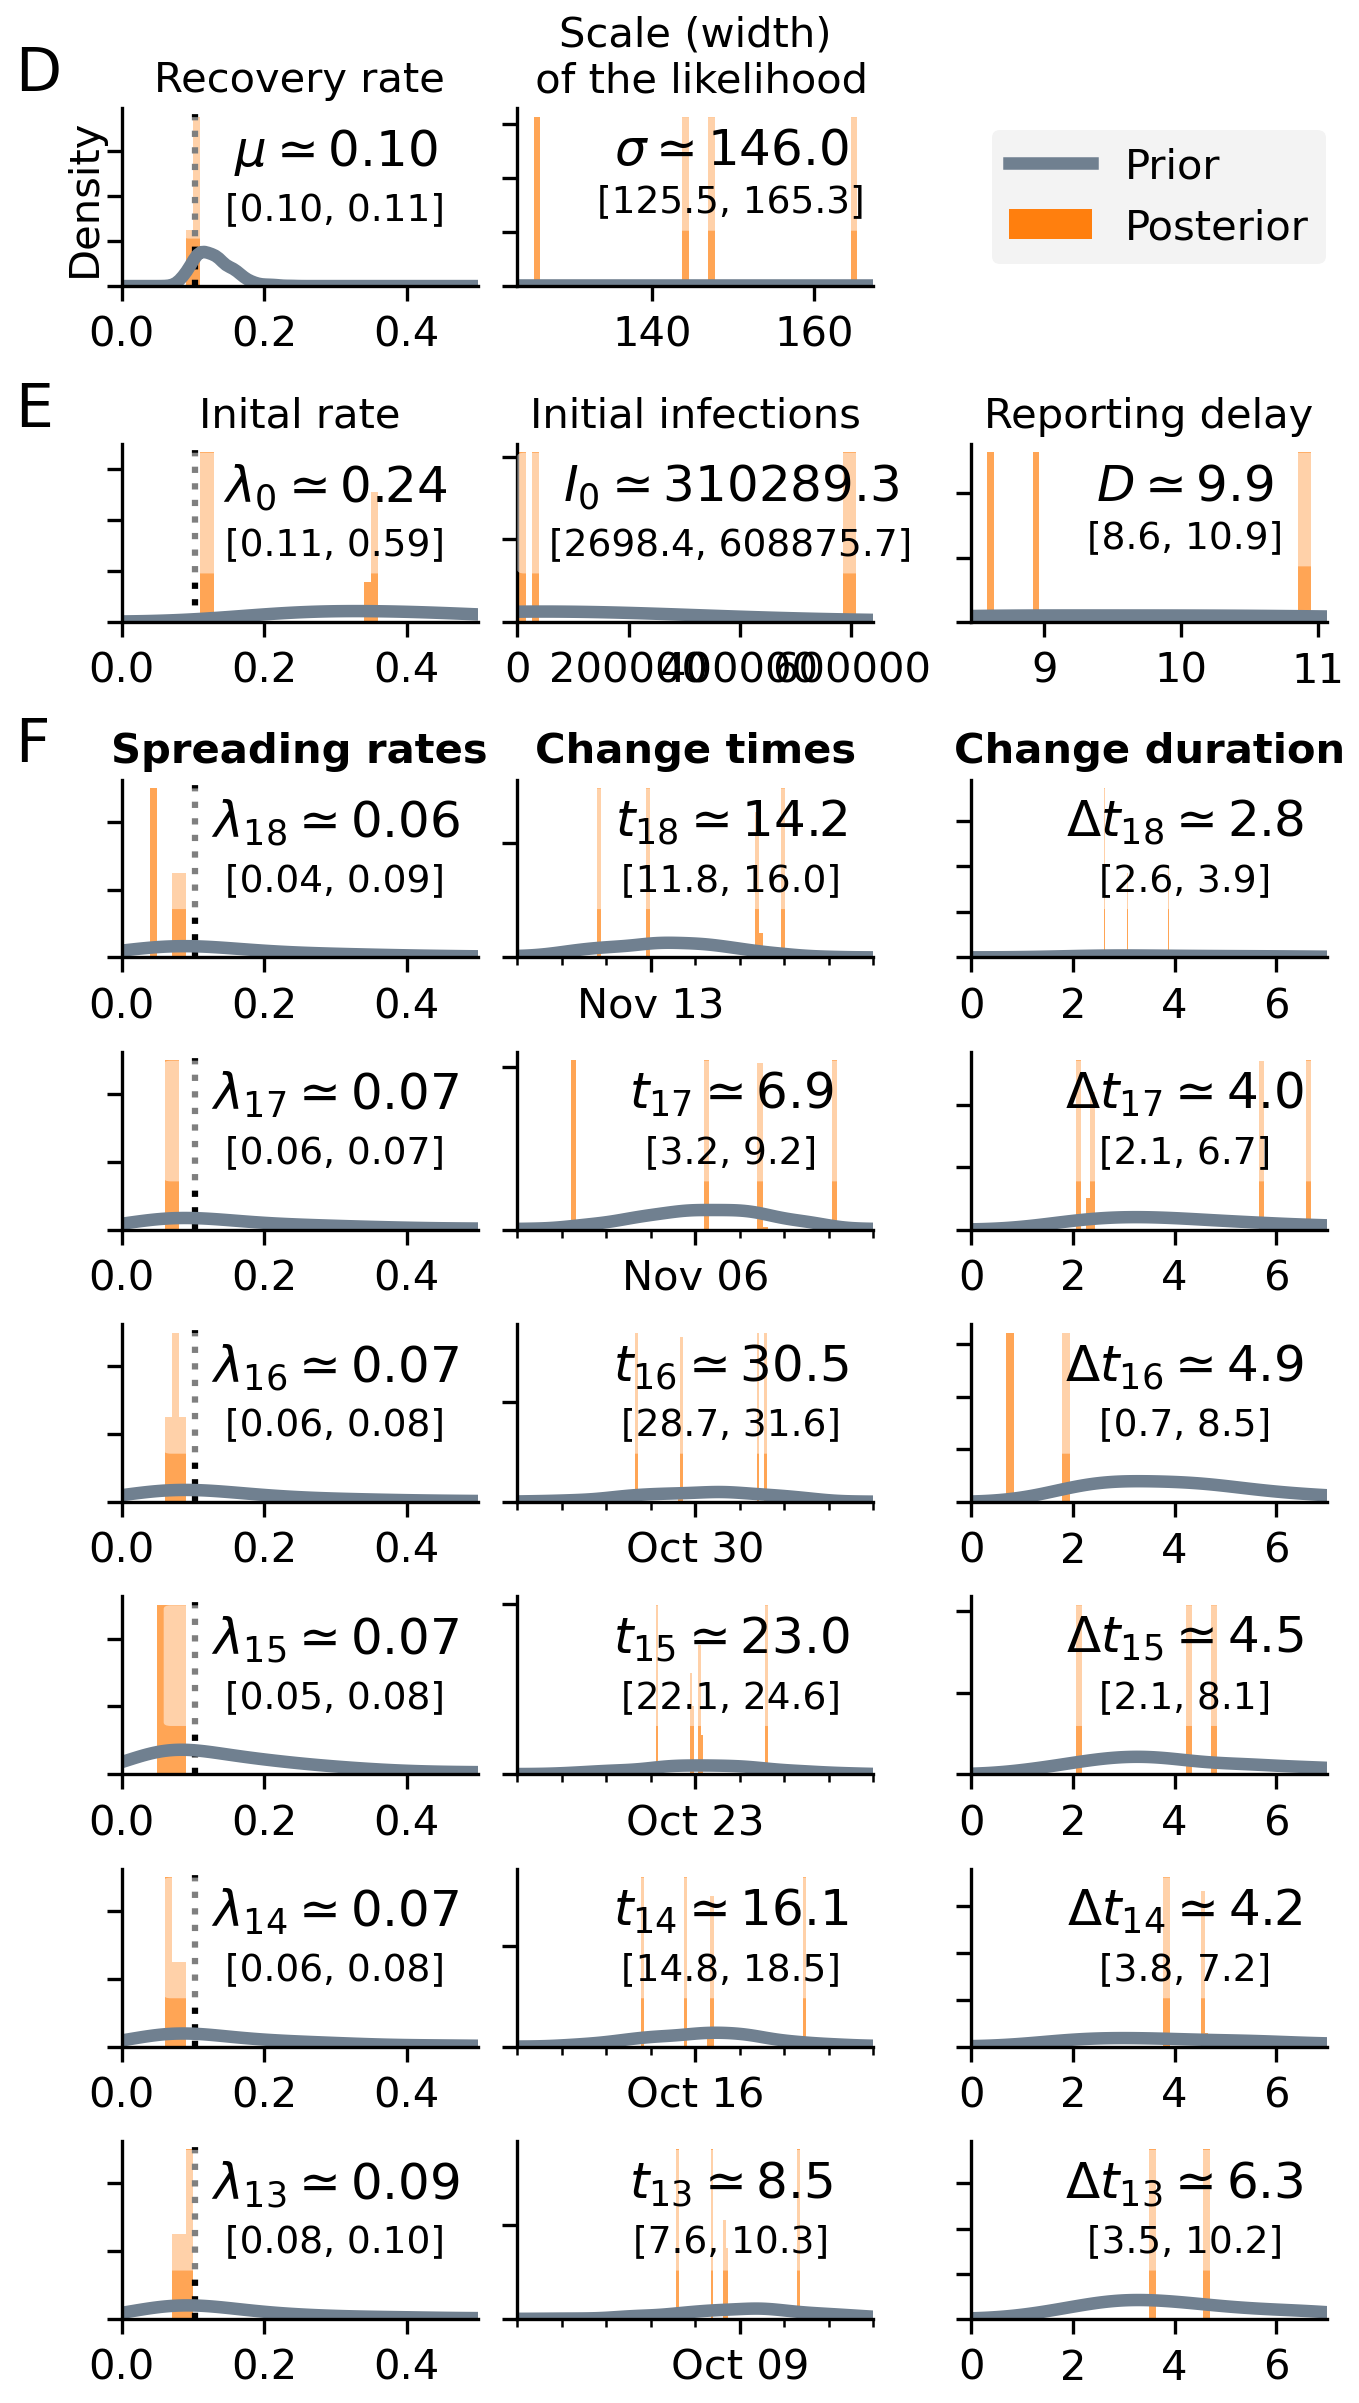 D
Recovery rate
Scale (width)
of the likelihood
Density
μ ≃ 0.10
[0.10, 0.11]
σ ≃ 146.0
[125.5, 165.3]
Prior
Posterior
0.0 0.2 0.4
140 160
E
Inital rate
Initial infections
Reporting delay
λ₀ ≃ 0.24
[0.11, 0.59]
I₀ ≃ 310289.3
[2698.4, 608875.7]
D ≃ 9.9
[8.6, 10.9]
0.0 0.2 0.4
0 200000 400000 600000
9 10 11
F
Spreading rates
Change times
Change duration
λ₁₈ ≃ 0.06
[0.04, 0.09]
t₁₈ ≃ 14.2
[11.8, 16.0]
Δt₁₈ ≃ 2.8
[2.6, 3.9]
0.0 0.2 0.4
Nov 13
0 2 4 6
λ₁₇ ≃ 0.07
[0.06, 0.07]
t₁₇ ≃ 6.9
[3.2, 9.2]
Δt₁₇ ≃ 4.0
[2.1, 6.7]
0.0 0.2 0.4
Nov 06
0 2 4 6
λ₁₆ ≃ 0.07
[0.06, 0.08]
t₁₆ ≃ 30.5
[28.7, 31.6]
Δt₁₆ ≃ 4.9
[0.7, 8.5]
0.0 0.2 0.4
Oct 30
0 2 4 6
λ₁₅ ≃ 0.07
[0.05, 0.08]
t₁₅ ≃ 23.0
[22.1, 24.6]
Δt₁₅ ≃ 4.5
[2.1, 8.1]
0.0 0.2 0.4
Oct 23
0 2 4 6
λ₁₄ ≃ 0.07
[0.06, 0.08]
t₁₄ ≃ 16.1
[14.8, 18.5]
Δt₁₄ ≃ 4.2
[3.8, 7.2]
0.0 0.2 0.4
Oct 16
0 2 4 6
λ₁₃ ≃ 0.09
[0.08, 0.10]
t₁₃ ≃ 8.5
[7.6, 10.3]
Δt₁₃ ≃ 6.3
[3.5, 10.2]
0.0 0.2 0.4
Oct 09
0 2 4 6